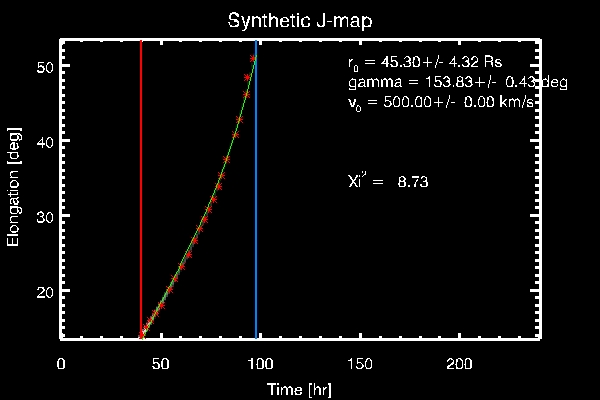 Synthetic J-map
r₀ = 45.30+/- 4.32 Rs
gamma = 153.83+/- 0.43 deg
v₀ = 500.00+/- 0.00 km/s
Xi² = 8.73
50
40
30
20
Elongation [deg]
0 50 100 150 200
Time [hr]